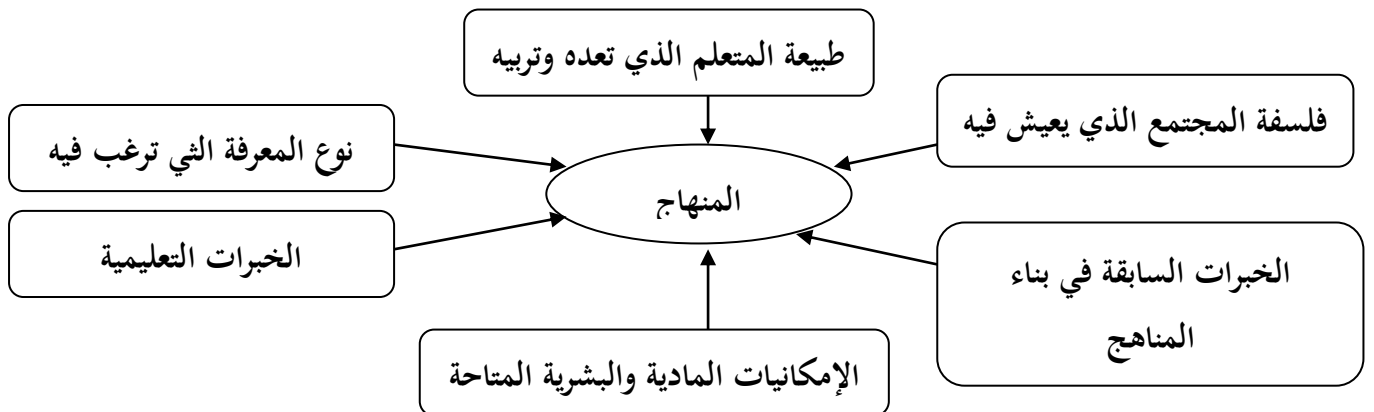 طبيعة المتعلم الذي تعده وتربيه
فلسفة المجتمع الذي يعيش فيه
نوع المعرفة الثي ترغب فيه
المنهاج
الخبرات التعليمية
الخبرات السابقة في بناء
المناهج
الإمكانيات المادية والبشرية المتاحة